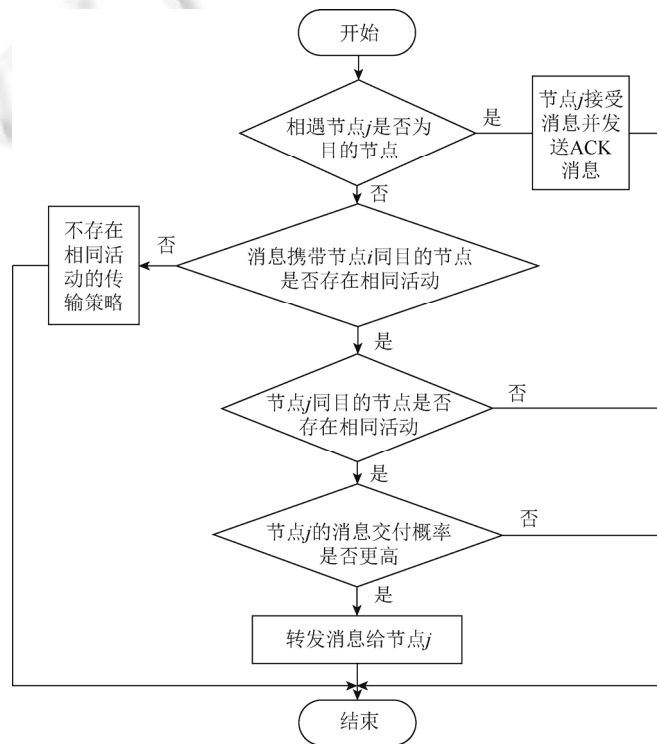 开始
相遇节点j是否为
目的节点
是
节点j接受
消息并发
送ACK
消息
否
不存在
相同活
动的传
输策略
否
消息携带节点i同目的节点
是否存在相同活动
是
节点j同目的节点是否
存在相同活动
否
是
节点j的消息交付概率
是否更高
否
是
转发消息给节点j
结束